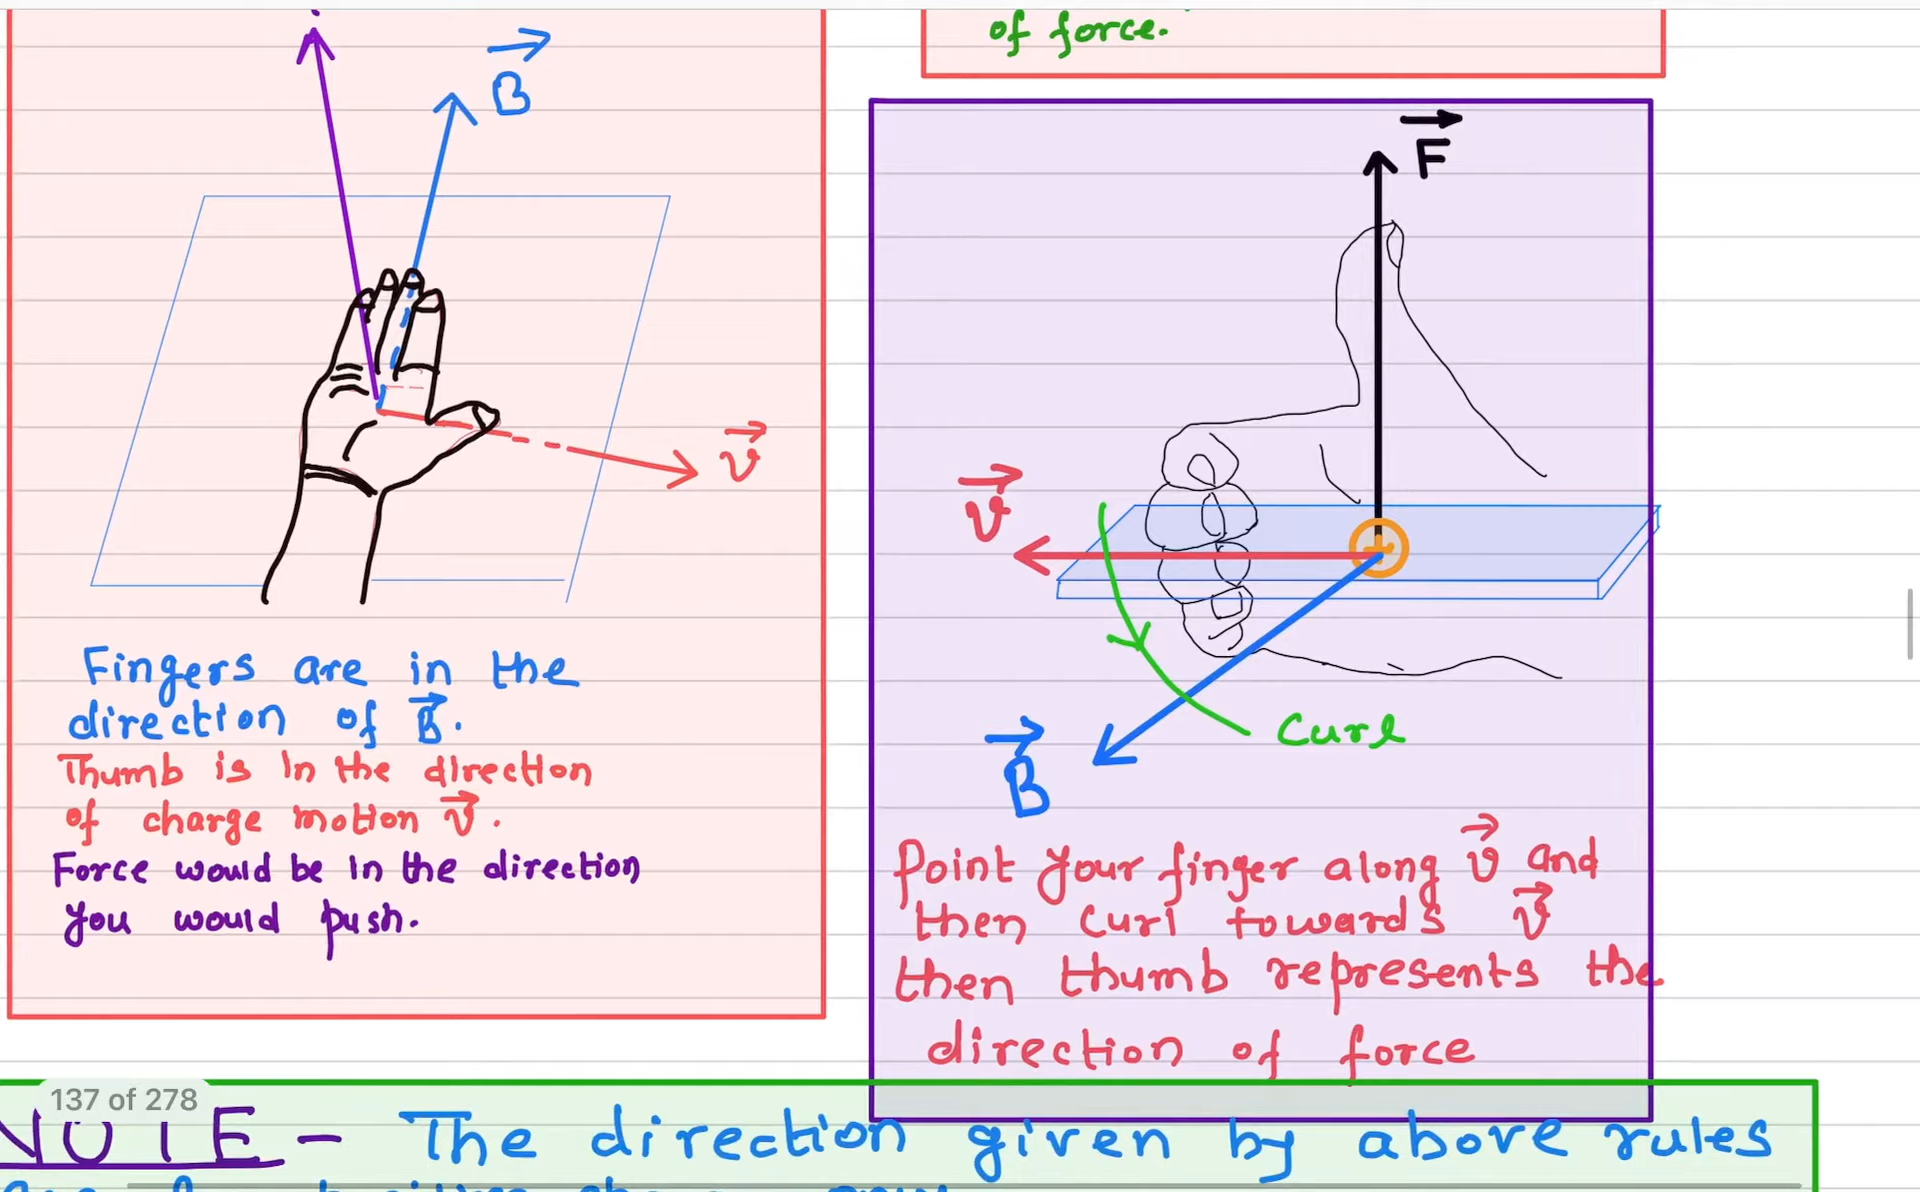 of force.
B
v
Fingers are in the
direction of B.
Thumb is in the direction
of charge motion v.
Force would be in the direction
you would push.
F
v
B
Curl
Point your finger along v and
then curl towards v
then thumb represents the
direction of force
137 of 278
NOTE - The direction given by above rules